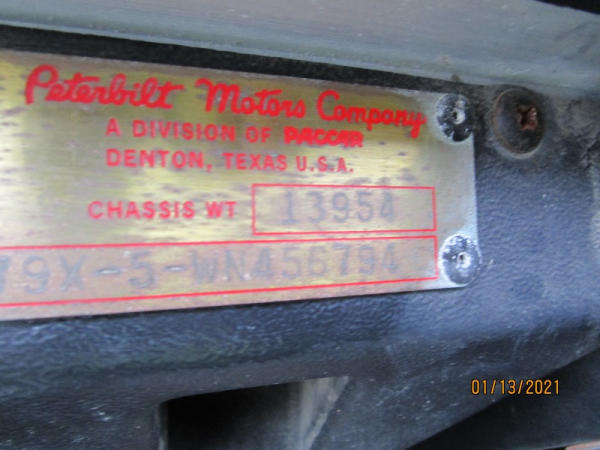 Peterbilt Motors Company
A DIVISION OF PACCAR
DENTON, TEXAS U.S.A.
CHASSIS WT 13954
79X-5-WN456794
01/13/2021